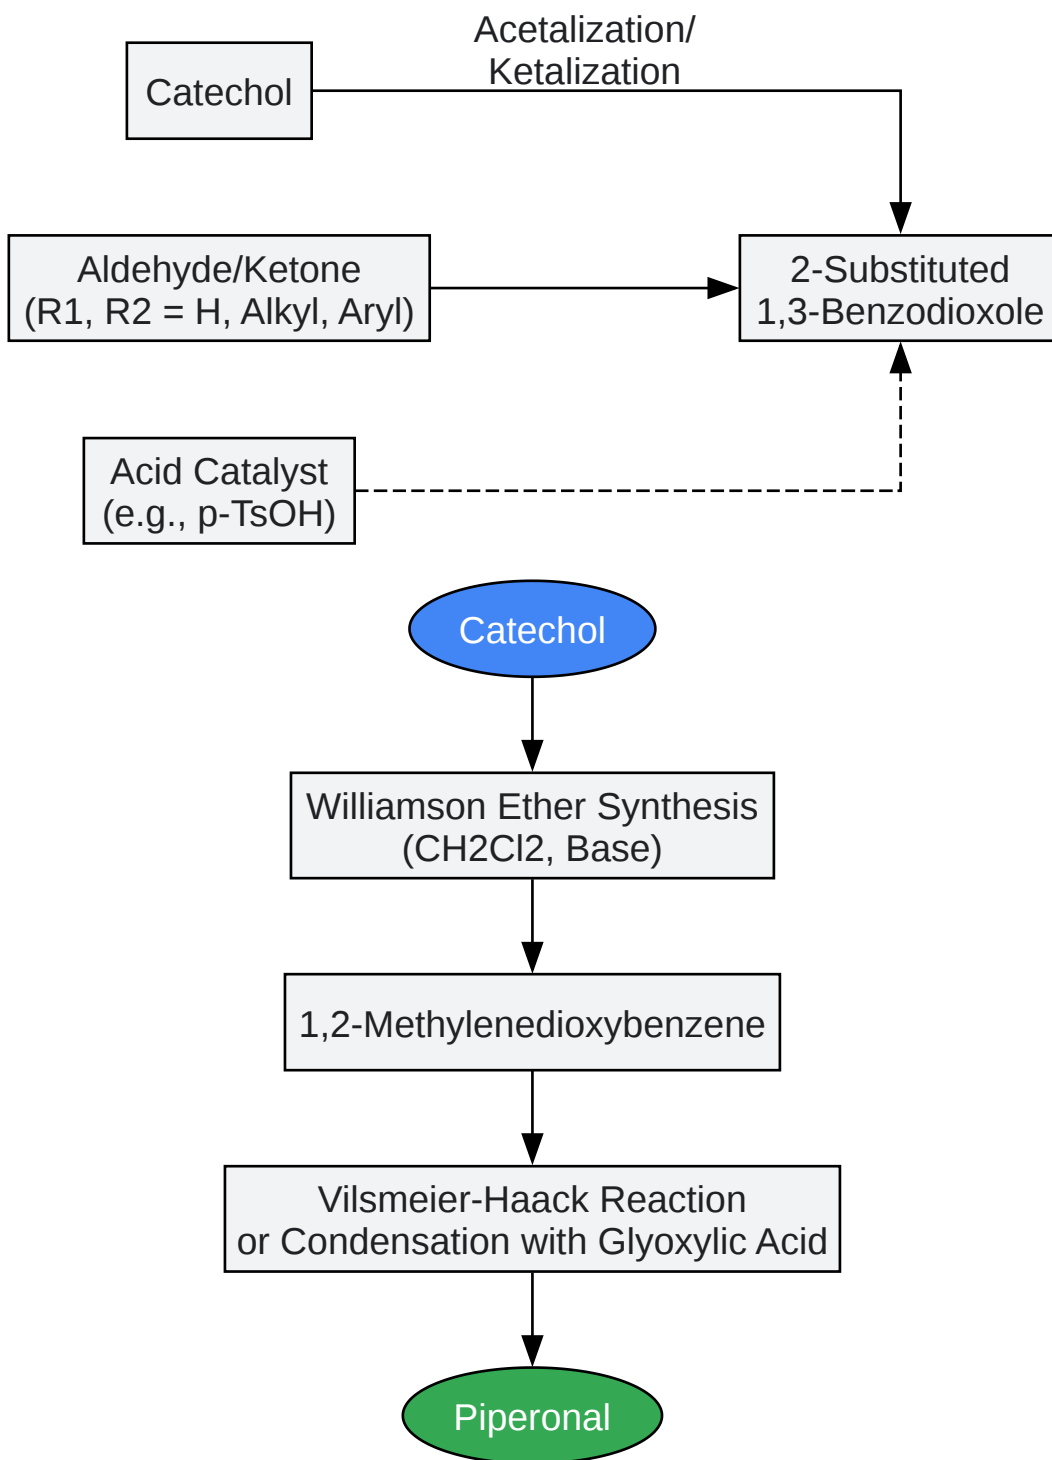 Acetalization/
Ketalization
Catechol
Aldehyde/Ketone
(R1, R2 = H, Alkyl, Aryl)
2-Substituted
1,3-Benzodioxole
Acid Catalyst
(e.g., p-TsOH)
Catechol
Williamson Ether Synthesis
(CH2Cl2, Base)
1,2-Methylenedioxybenzene
Vilsmeier-Haack Reaction
or Condensation with Glyoxylic Acid
Piperonal